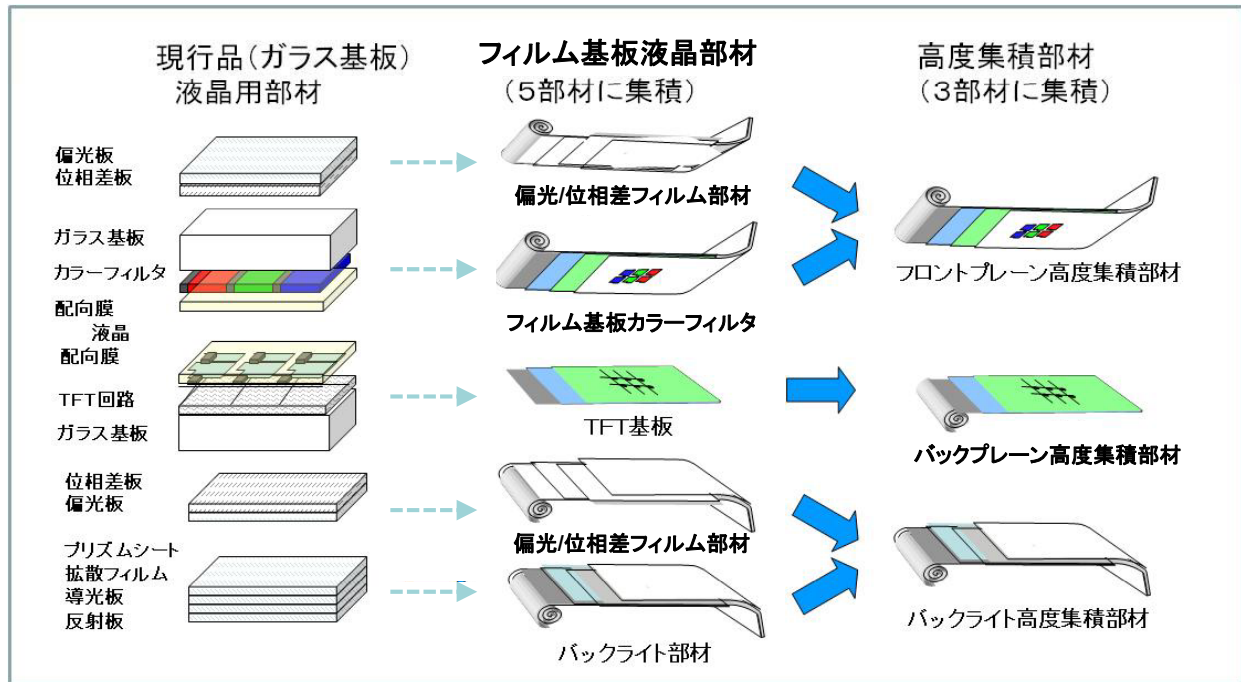 現行品(ガラス基板)
液晶用部材
偏光板
位相差板
ガラス基板
カラーフィルタ
配向膜
液晶
配向膜
TFT回路
ガラス基板
位相差板
偏光板
プリズムシート
拡散フィルム
導光板
反射板
フィルム基板液晶部材
(5部材に集積)
偏光/位相差フィルム部材
フィルム基板カラーフィルタ
TFT基板
偏光/位相差フィルム部材
バックライト部材
高度集積部材
(3部材に集積)
フロントプレーン高度集積部材
バックプレーン高度集積部材
バックライト高度集積部材